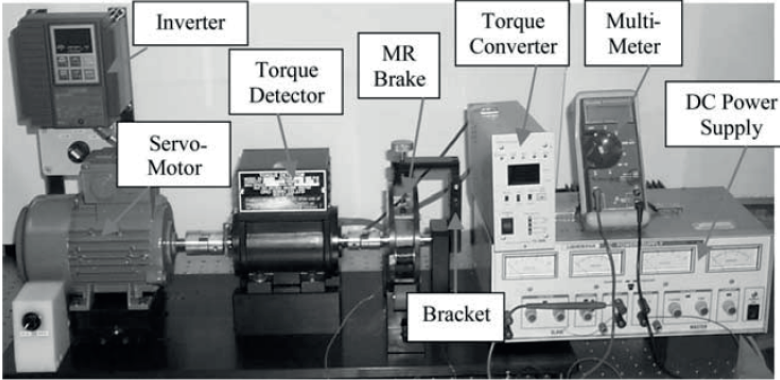 Inverter
Torque
Detector
MR
Brake
Torque
Converter
Multi-
Meter
DC Power
Supply
Servo-
Motor
Bracket